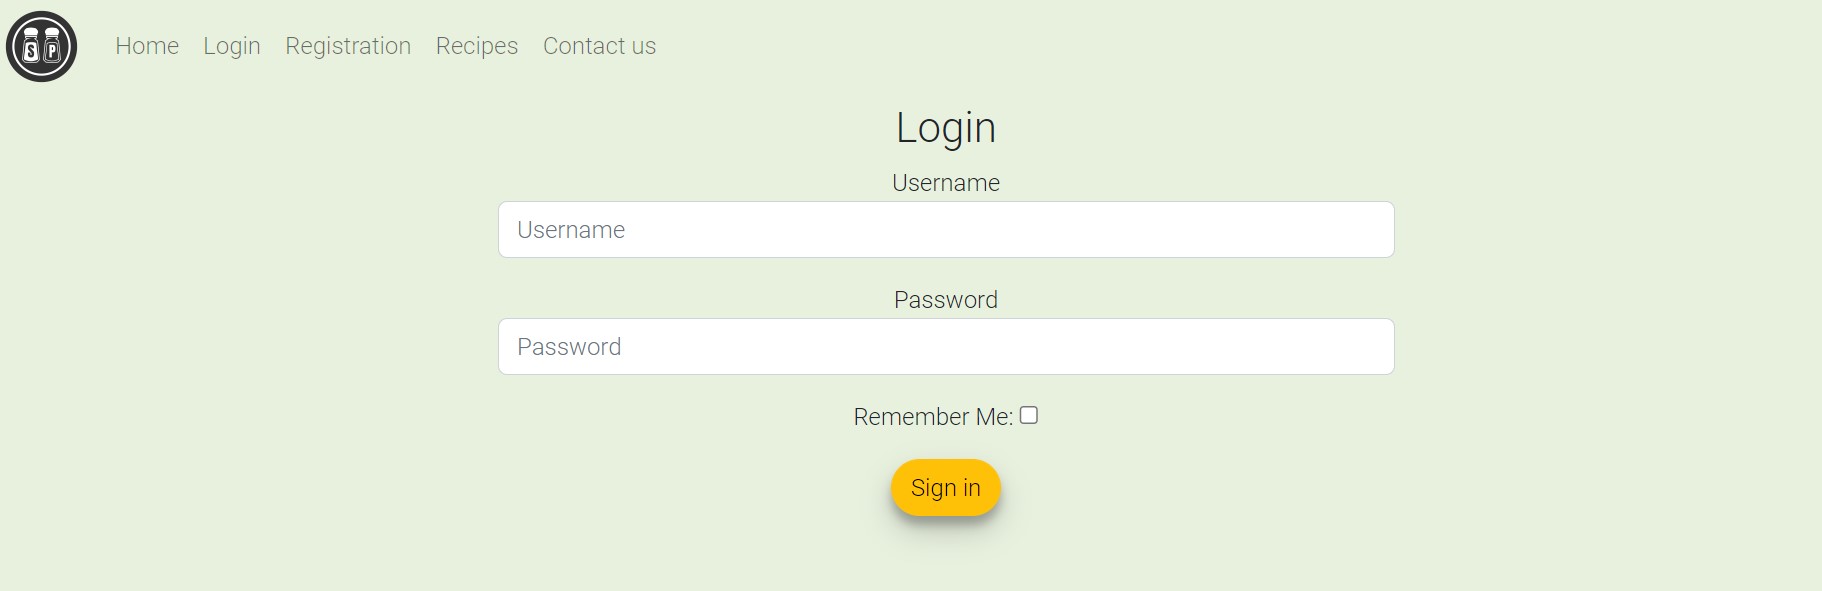 S P Home Login Registration Recipes Contact us
Login
Username
Username
Password
Password
Remember Me:
Sign in